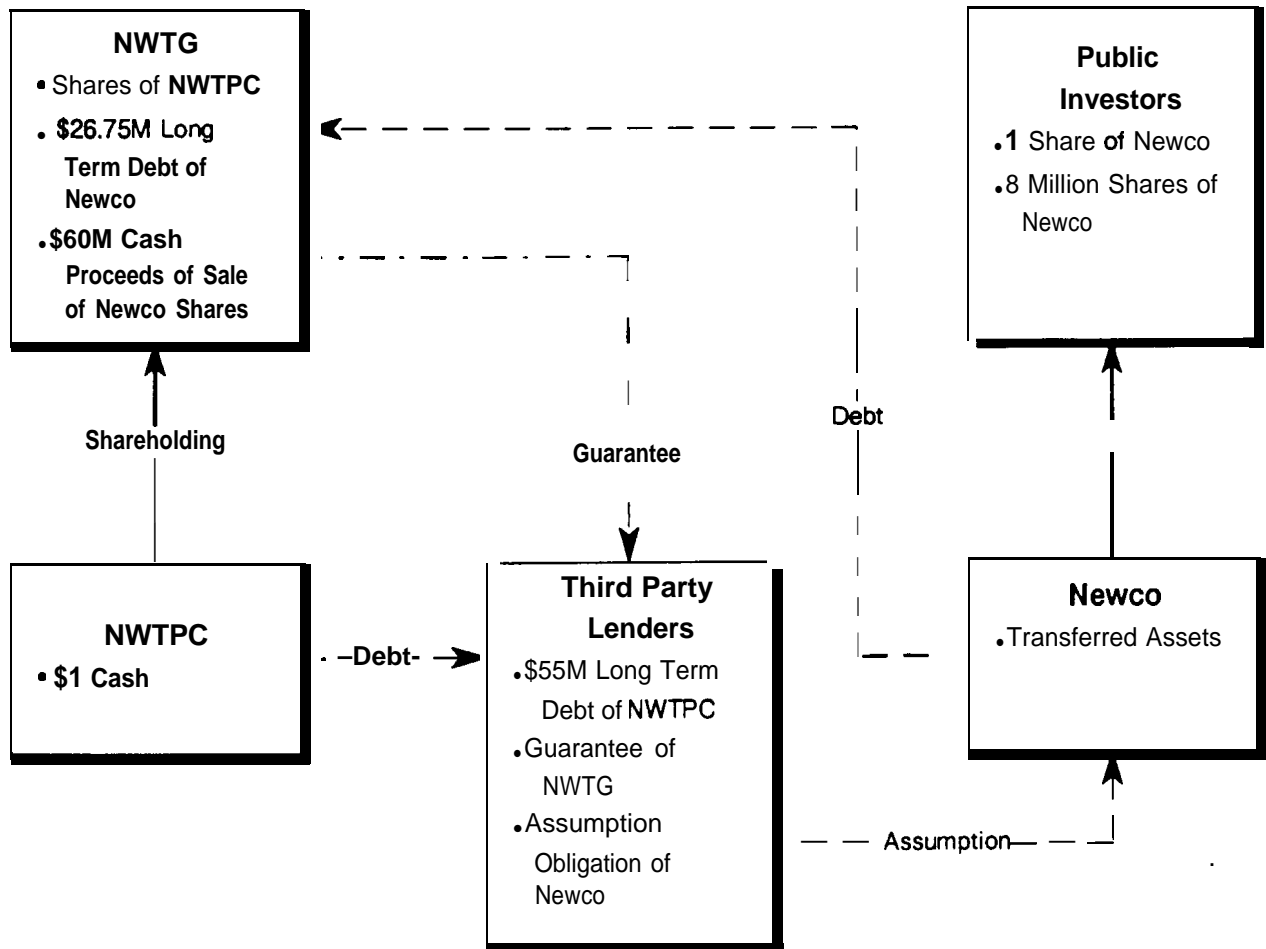 NWTG
• Shares of NWTPC
• $26.75M Long
Term Debt of
Newco
• $60M Cash
Proceeds of Sale
of Newco Shares
Public
Investors
• 1 Share of Newco
• 8 Million Shares of
Newco
Debt
Shareholding
Guarantee
NWTPC
• $1 Cash
Debt
Third Party
Lenders
• $55M Long Term
Debt of NWTPC
• Guarantee of
NWTG
• Assumption
Obligation of
Newco
Newco
• Transferred Assets
Assumption